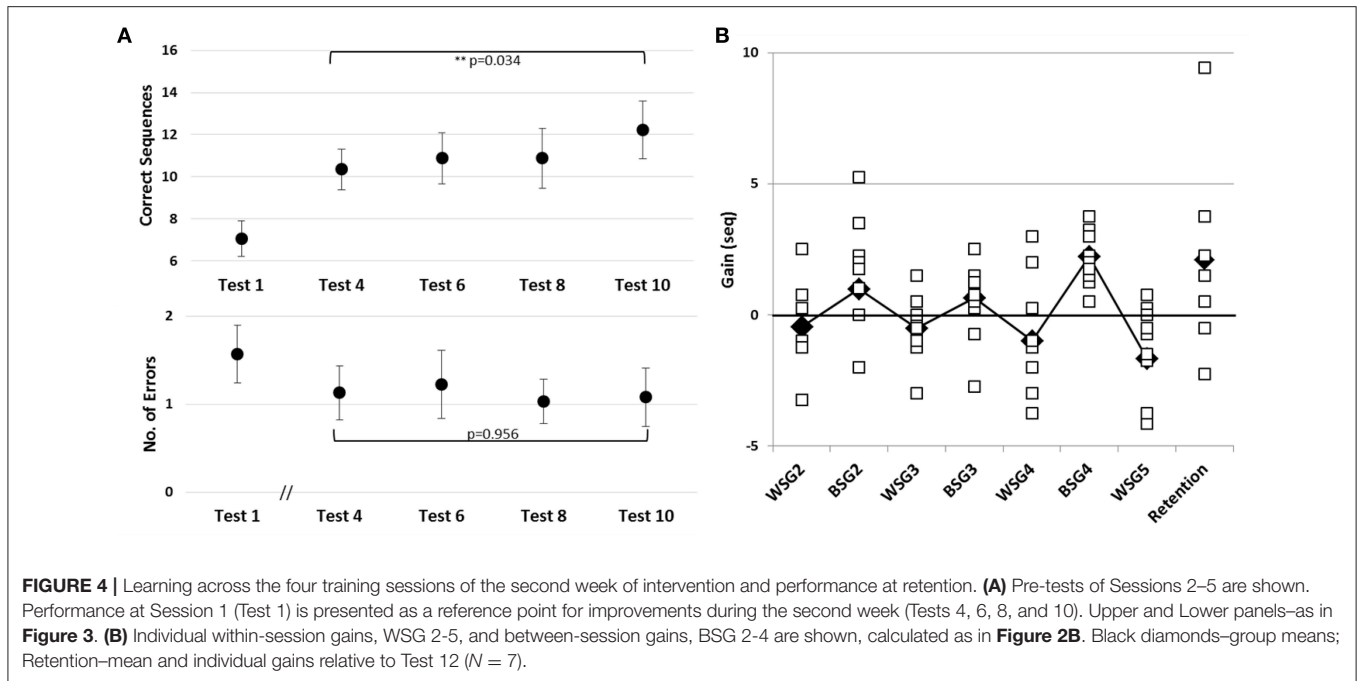 A
16
14
12
10
8
6
Correct Sequences
** p=0.034
Test 1 Test 4 Test 6 Test 8 Test 10
2
1
0
No. of Errors
p=0.956
//
Test 1 Test 4 Test 6 Test 8 Test 10
B
10
5
0
-5
Gain (seq)
WSG2 BSG2 WSG3 BSG3 WSG4 BSG4 WSG5 Retention
FIGURE 4 | Learning across the four training sessions of the second week of intervention and performance at retention. (A) Pre-tests of Sessions 2–5 are shown.
Performance at Session 1 (Test 1) is presented as a reference point for improvements during the second week (Tests 4, 6, 8, and 10). Upper and Lower panels–as in
Figure 3. (B) Individual within-session gains, WSG 2-5, and between-session gains, BSG 2-4 are shown, calculated as in Figure 2B. Black diamonds–group means;
Retention–mean and individual gains relative to Test 12 (N = 7).